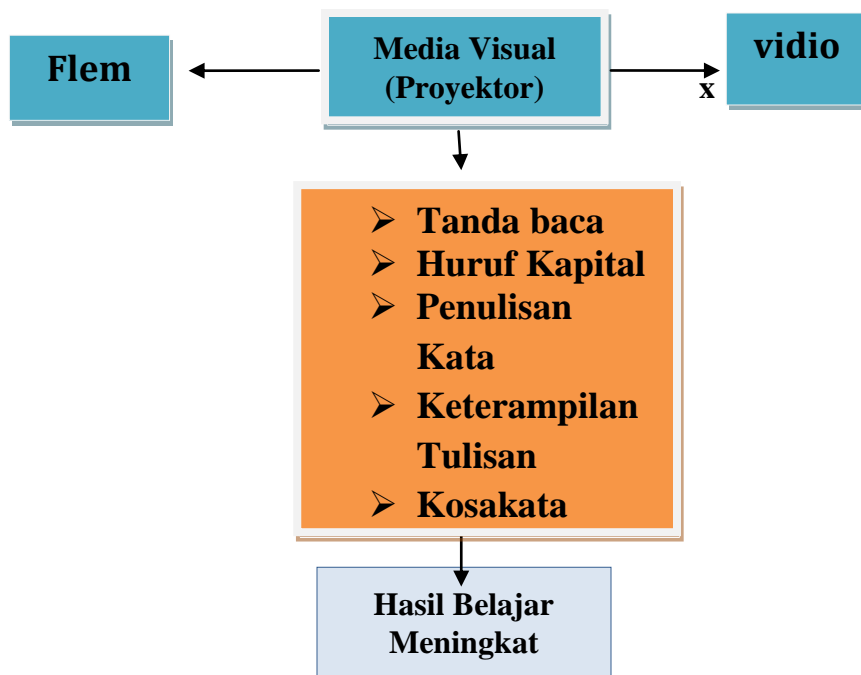 Flem
Media Visual
(Proyektor)
vidio
x
➢ Tanda baca
➢ Huruf Kapital
➢ Penulisan
Kata
➢ Keterampilan
Tulisan
➢ Kosakata
Hasil Belajar
Meningkat